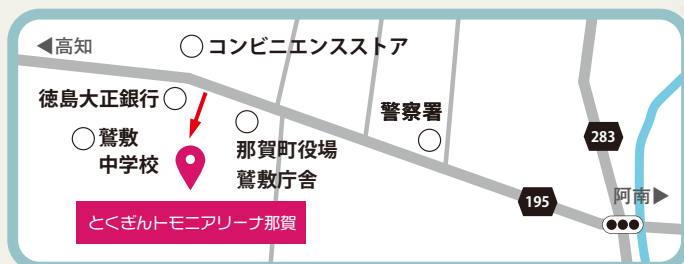 ◀高知
コンビニエンスストア
徳島大正銀行
警察署
鷲敷
中学校
那賀町役場
鷲敷庁舎
283
195
阿南▶
とくぎんトモニアリーナ那賀